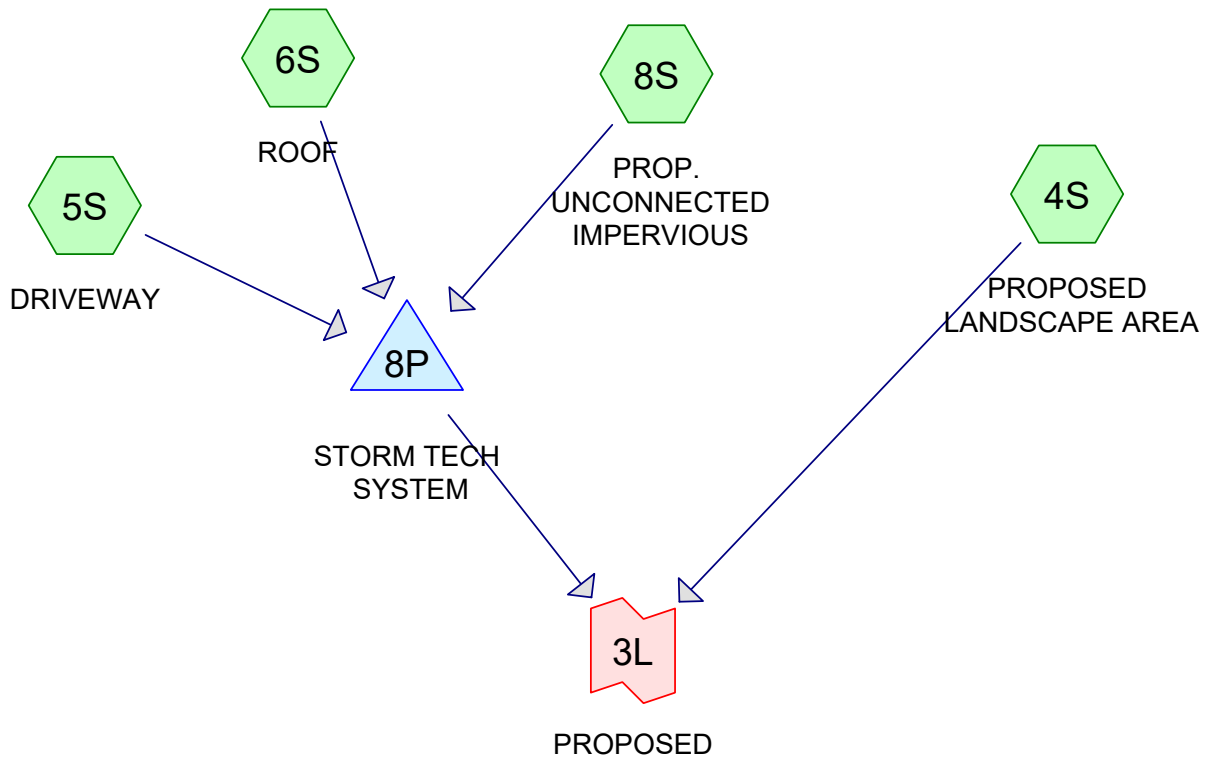 6S
ROOF
8S
PROP.
UNCONNECTED
IMPERVIOUS
5S
DRIVEWAY
4S
PROPOSED
LANDSCAPE AREA
8P
STORM TECH
SYSTEM
3L
PROPOSED